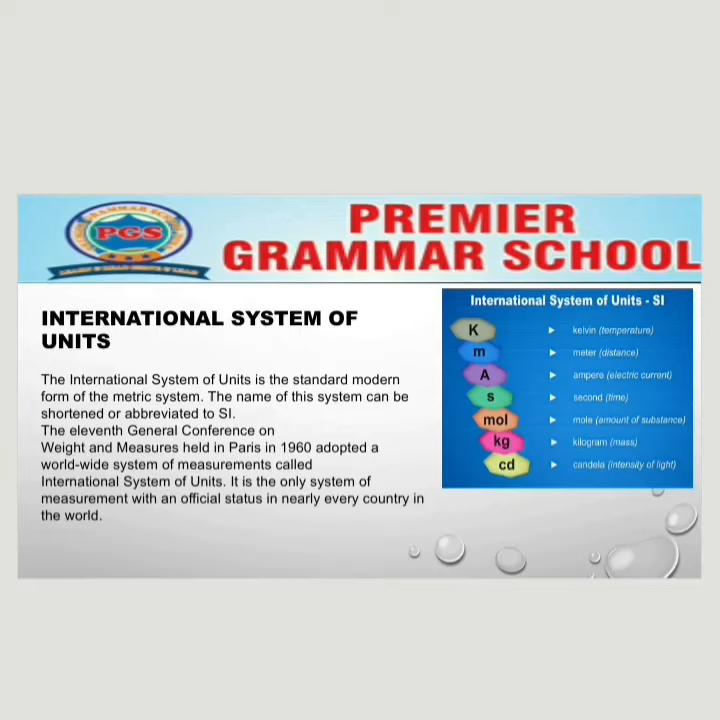 PGS
PREMIER
GRAMMAR SCHOOL
INTERNATIONAL SYSTEM OF
UNITS
The International System of Units is the standard modern
form of the metric system. The name of this system can be
shortened or abbreviated to SI.
The eleventh General Conference on
Weight and Measures held in Paris in 1960 adopted a
world-wide system of measurements called
International System of Units. It is the only system of
measurement with an official status in nearly every country in
the world.
International System of Units - SI
K kelvin (temperature)
m meter (distance)
A ampere (electric current)
s second (time)
mol mole (amount of substance)
kg kilogram (mass)
cd candela (intensity of light)